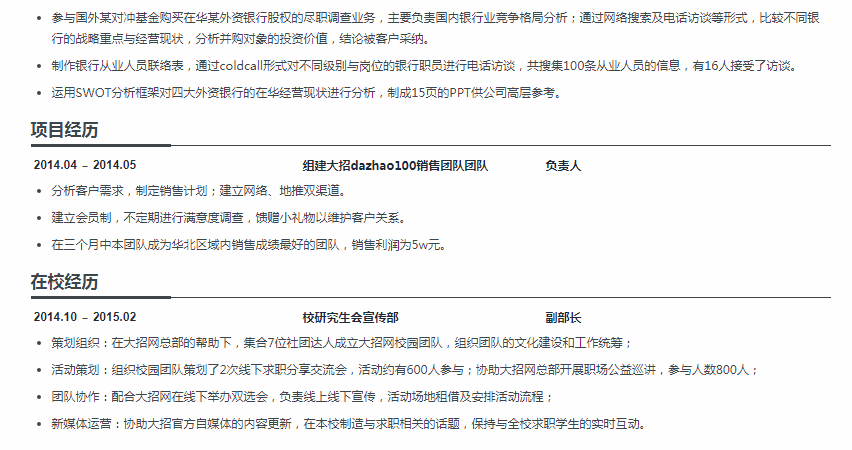 • 参与国外某对冲基金购买在华某外资银行股权的尽职调查业务，主要负责国内银行业竞争格局分析；通过网络搜索及电话访谈等形式，比较不同银
行的战略重点与经营现状，分析并购对象的投资价值，结论被客户采纳。
• 制作银行从业人员联络表，通过coldcall形式对不同级别与岗位的银行职员进行电话访谈，共搜集100条从业人员的信息，有16人接受了访谈。
• 运用SWOT分析框架对四大外资银行的在华经营现状进行分析，制成15页的PPT供公司高层参考。
项目经历
2014.04 – 2014.05 组建大招dazhao100销售团队团队 负责人
• 分析客户需求，制定销售计划；建立网络、地推双渠道。
• 建立会员制，不定期进行满意度调查，馈赠小礼物以维护客户关系。
• 在三个月中本团队成为华北区域内销售成绩最好的团队，销售利润为5w元。
在校经历
2014.10 – 2015.02 校研究生会宣传部 副部长
• 策划组织：在大招网总部的帮助下，集合7位社团达人成立大招网校园团队，组织团队的文化建设和工作统筹；
• 活动策划：组织校园团队策划了2次线下求职分享交流会，活动约有600人参与；协助大招网总部开展职场公益巡讲，参与人数800人；
• 团队协作：配合大招网在线下举办双选会，负责线上线下宣传，活动场地租借及安排活动流程；
• 新媒体运营：协助大招官方自媒体的内容更新，在本校制造与求职相关的话题，保持与全校求职学生的实时互动。